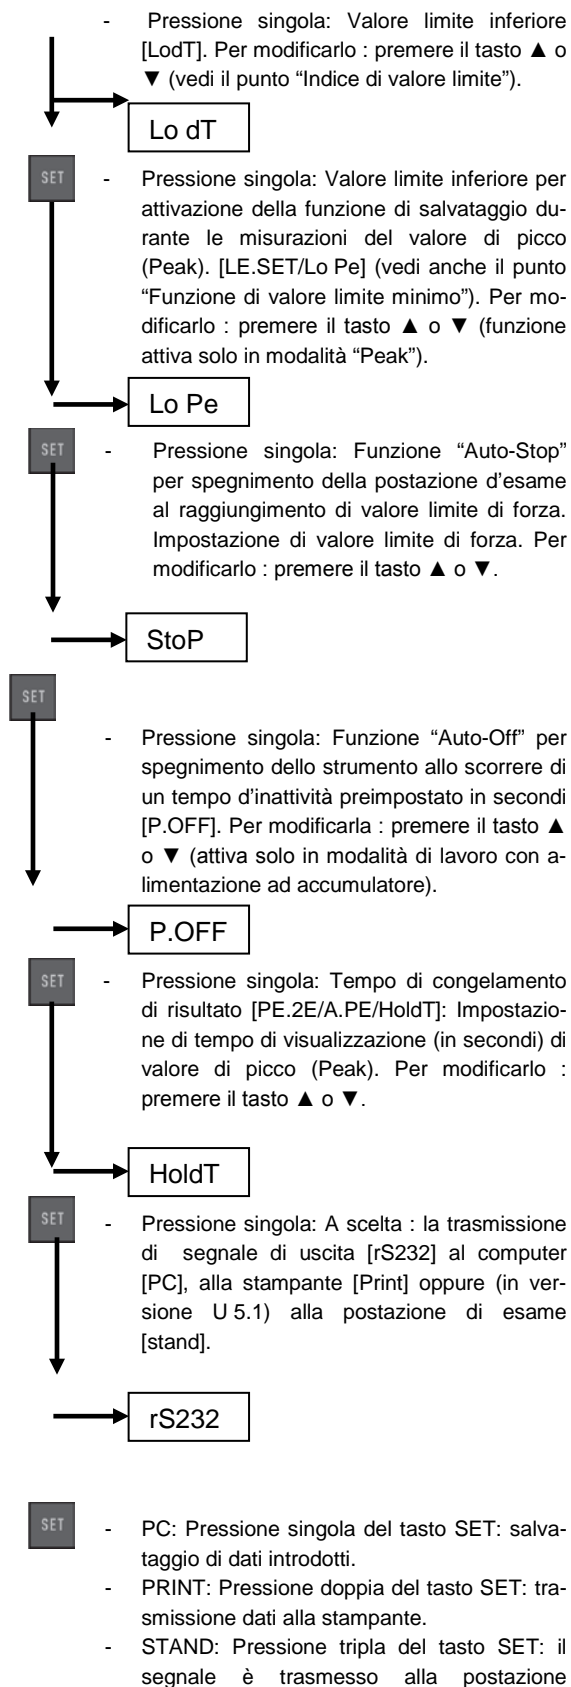 - Pressione singola: Valore limite inferiore
[LodT]. Per modificarlo : premere il tasto ▲ o
▼ (vedi il punto “Indice di valore limite”).
Lo dT
SET
- Pressione singola: Valore limite inferiore per
attivazione della funzione di salvataggio du-
rante le misurazioni del valore di picco
(Peak). [LE.SET/Lo Pe] (vedi anche il punto
“Funzione di valore limite minimo”). Per mo-
dificarlo : premere il tasto ▲ o ▼ (funzione
attiva solo in modalità “Peak”).
Lo Pe
SET
- Pressione singola: Funzione “Auto-Stop”
per spegnimento della postazione d’esame
al raggiungimento di valore limite di forza.
Impostazione di valore limite di forza. Per
modificarlo : premere il tasto ▲ o ▼.
StoP
SET
- Pressione singola: Funzione “Auto-Off” per
spegnimento dello strumento allo scorrere di
un tempo d’inattività preimpostato in secondi
[P.OFF]. Per modificarla : premere il tasto ▲
o ▼ (attiva solo in modalità di lavoro con a-
limentazione ad accumulatore).
P.OFF
SET
- Pressione singola: Tempo di congelamento
di risultato [PE.2E/A.PE/HoldT]: Impostazio-
ne di tempo di visualizzazione (in secondi) di
valore di picco (Peak). Per modificarlo :
premere il tasto ▲ o ▼.
HoldT
SET
- Pressione singola: A scelta : la trasmissione
di segnale di uscita [rS232] al computer
[PC], alla stampante [Print] oppure (in ver-
sione U 5.1) alla postazione di esame
[stand].
rS232
SET
- PC: Pressione singola del tasto SET: salva-
taggio di dati introdotti.
- PRINT: Pressione doppia del tasto SET: tra-
smissione dati alla stampante.
- STAND: Pressione tripla del tasto SET: il
segnale è trasmesso alla postazione